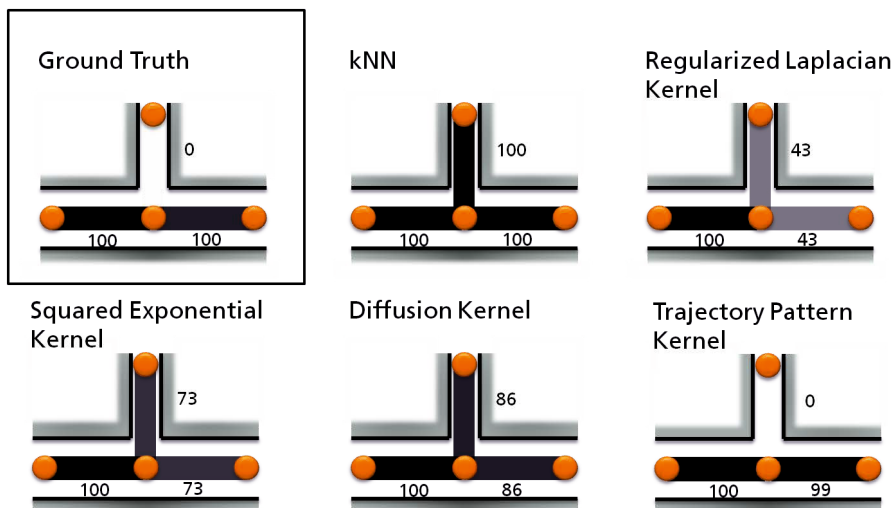 Ground Truth
0
100
100
kNN
100
100
100
Regularized Laplacian
Kernel
43
100
43
Squared Exponential
Kernel
73
100
73
Diffusion Kernel
86
100
86
Trajectory Pattern
Kernel
0
100
99